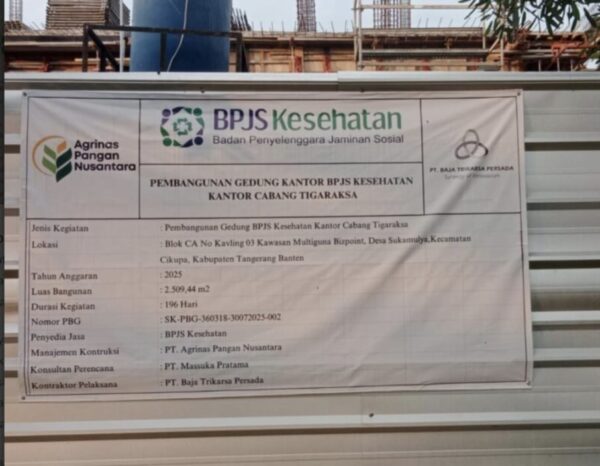 Agrinas
Pangan
Nusantara
BPJS Kesehatan
Badan Penyelenggara Jaminan Sosial
PT. BAJA TRIKARSA PERSADA
PEMBANGUNAN GEDUNG KANTOR BPJS KESEHATAN
KANTOR CABANG TIGARAKSA
Jenis Kegiatan : Pembangunan Gedung BPJS Kesehatan Kantor Cabang Tigaraksa
Lokasi : Blok CA No Kavling 03 Kawasan Multiguna Bizpoint, Desa Sukamulya,Kecamatan
Cikupa, Kabupaten Tangerang Banten
Tahun Anggaran : 2025
Luas Bangunan : 2.509,44 m2
Durasi Kegiatan : 196 Hari
Nomor PBG : SK-PBG-360318-30072025-002
Penyedia Jasa : BPJS Kesehatan
Manajemen Kontruksi : PT. Agrinas Pangan Nusantara
Konsultan Perencana : PT. Massuka Pratama
Kontraktor Pelaksana : PT. Baja Trikarsa Persada